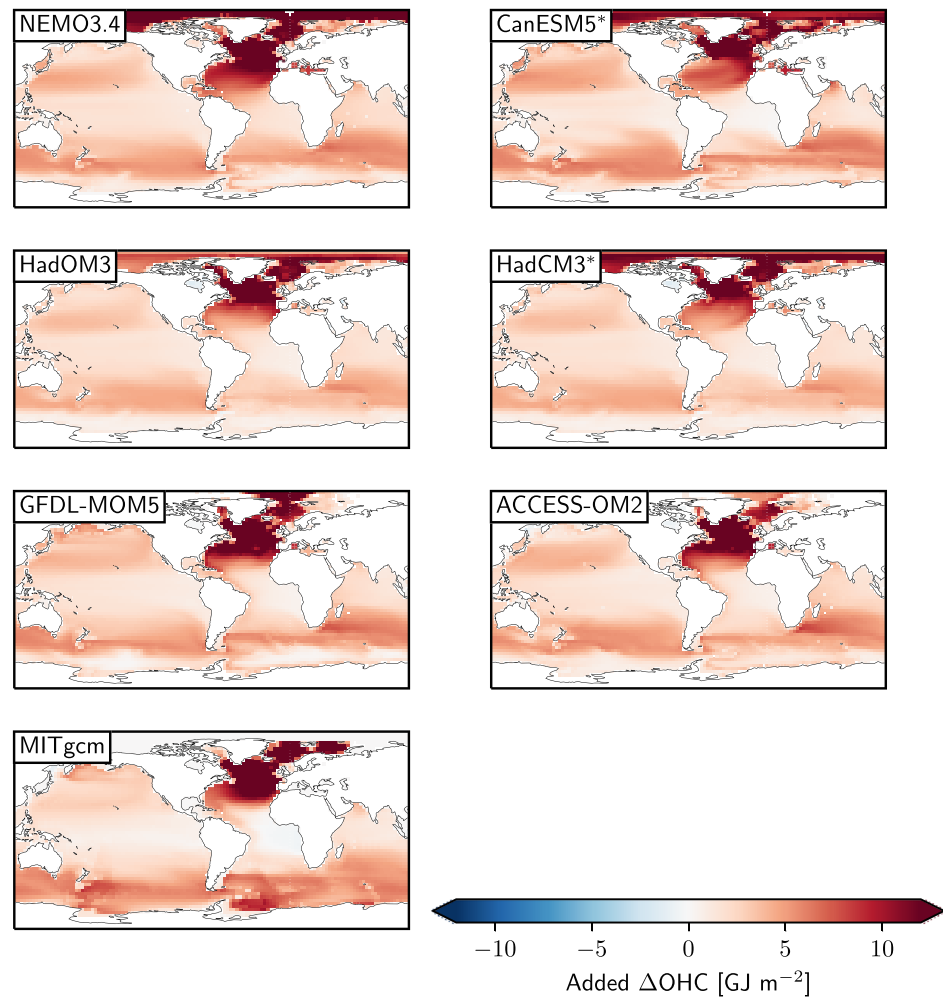 NEMO3.4
CanESM5*
HadOM3
HadCM3*
GFDL-MOM5
ACCESS-OM2
MITgcm
−10 −5 0 5 10
Added ΔOHC [GJ m⁻²]